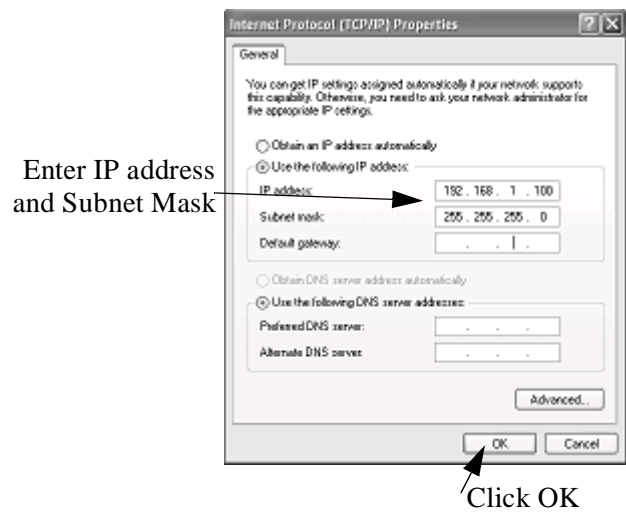 Internet Protocol (TCP/IP) Properties
General
You can get IP settings assigned automatically if your network supports
this capability. Otherwise, you need to ask your network administrator for
the appropriate IP settings.
Obtain an IP address automatically
Use the following IP address:
Enter IP address
and Subnet Mask
IP address: 192 . 168 . 1 . 100
Subnet mask: 255 . 255 . 255 . 0
Default gateway: . . .
Obtain DNS server address automatically
Use the following DNS server addresses:
Preferred DNS server: . . .
Alternate DNS server: . . .
Advanced...
OK Cancel
Click OK